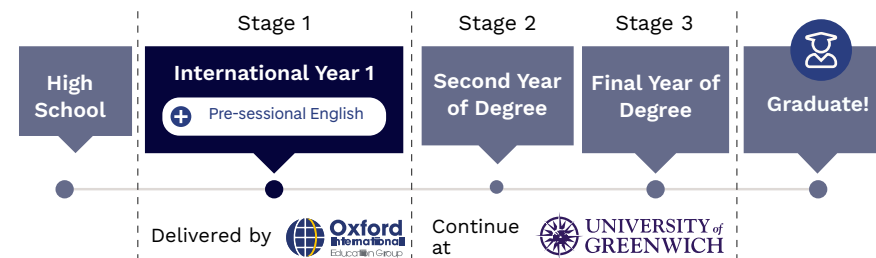 Stage 1
Stage 2
Stage 3
High
School
International Year 1
Pre-sessional English
Second Year
of Degree
Final Year of
Degree
Graduate!
Delivered by
Oxford
International
Education Group
Continue
at
UNIVERSITY of
GREENWICH